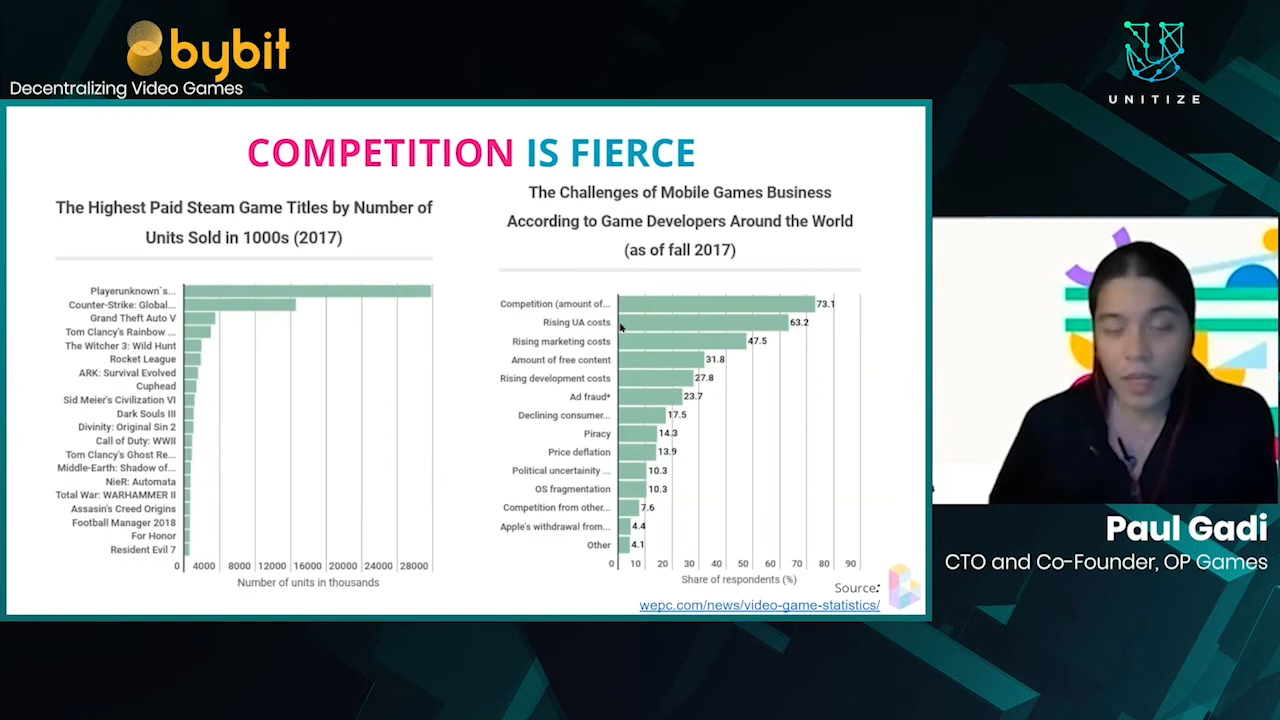 bybit
Decentralizing Video Games
UNITIZE
COMPETITION IS FIERCE
The Highest Paid Steam Game Titles by Number of
Units Sold in 1000s (2017)
Playerunknown`s...
Counter-Strike: Global...
Grand Theft Auto V
Tom Clancy's Rainbow ...
The Witcher 3: Wild Hunt
Rocket League
ARK: Survival Evolved
Cuphead
Sid Meier's Civilization VI
Dark Souls III
Divinity: Original Sin 2
Call of Duty: WWII
Tom Clancy's Ghost Re...
Middle-Earth: Shadow of...
NieR: Automata
Total War: WARHAMMER II
Assasin's Creed Origins
Football Manager 2018
For Honor
Resident Evil 7
0 4000 8000 12000 16000 20000 24000 28000
Number of units in thousands
The Challenges of Mobile Games Business
According to Game Developers Around the World
(as of fall 2017)
Competition (amount of... 73.1
Rising UA costs 63.2
Rising marketing costs 47.5
Amount of free content 31.8
Rising development costs 27.8
Ad fraud* 23.7
Declining consumer... 17.5
Piracy 14.3
Price deflation 13.9
Political uncertainity ... 10.3
OS fragmentation 10.3
Competition from other... 7.6
Apple's withdrawal from... 4.4
Other 4.1
0 10 20 30 40 50 60 70 80 90
Share of respondents (%)
Source:
wepc.com/news/video-game-statistics/
Paul Gadi
CTO and Co-Founder, OP Games